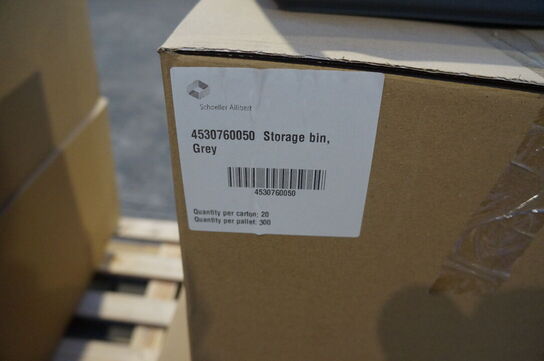 Schoeller Allibert
4530760050 Storage bin,
Grey
4530760050
Quantity per carton: 20
Quantity per pallet: 300